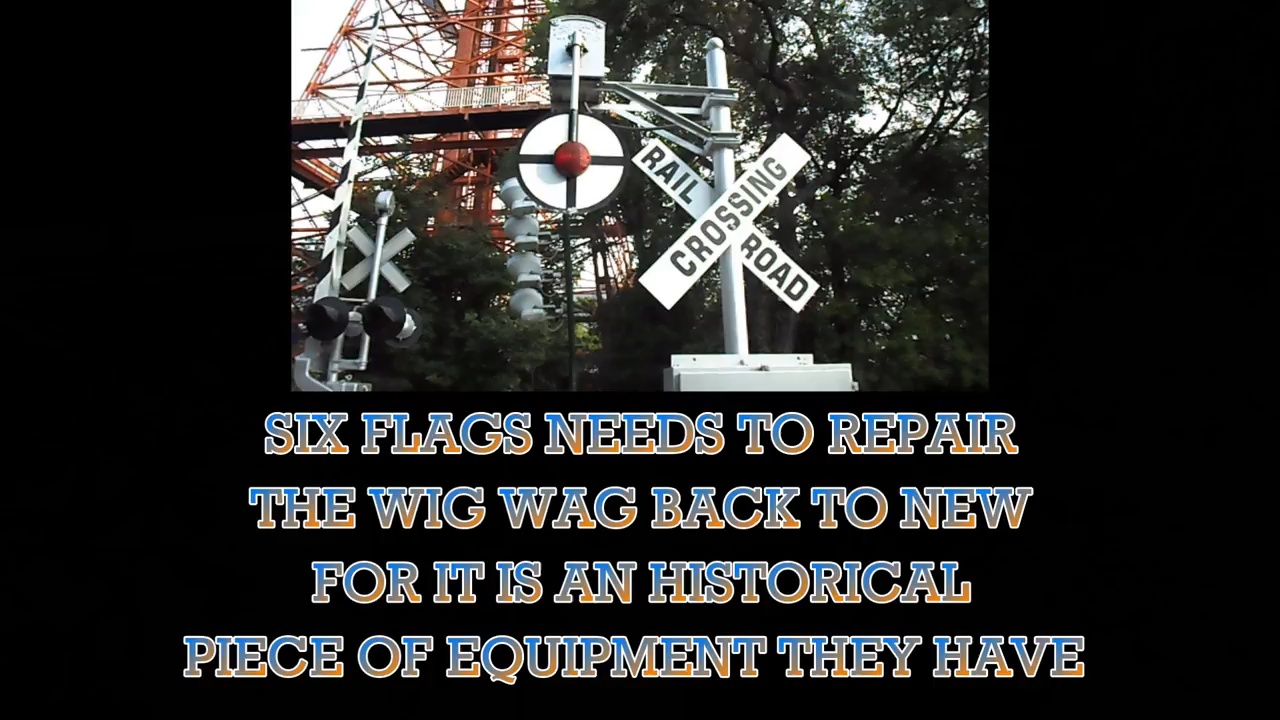 RAIL
CROSSING
ROAD
SIX FLAGS NEEDS TO REPAIR
THE WIG WAG BACK TO NEW
FOR IT IS AN HISTORICAL
PIECE OF EQUIPMENT THEY HAVE